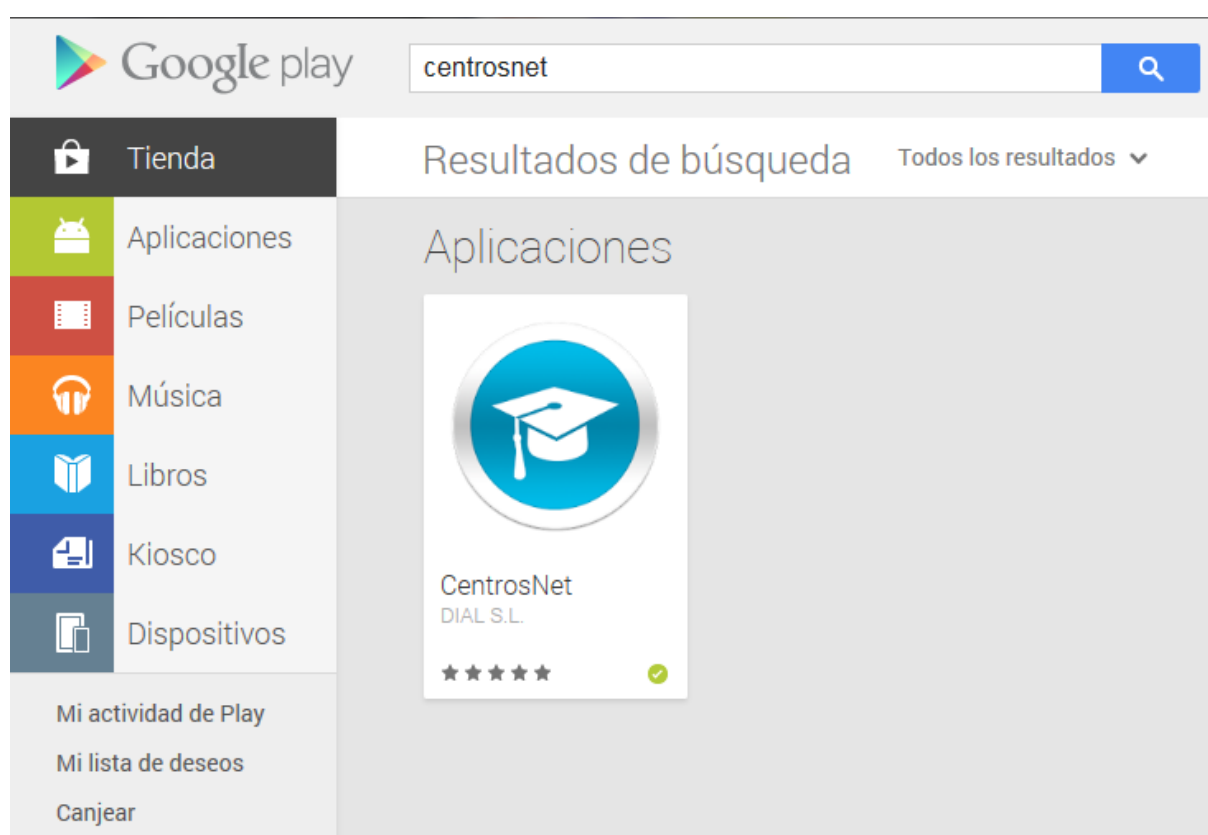 Google play
centrosnet
Tienda
Resultados de búsqueda
Todos los resultados
Aplicaciones
Películas
Música
Libros
Kiosco
Dispositivos
Mi actividad de Play
Mi lista de deseos
Canjear
Aplicaciones
CentrosNet
DIAL S.L.